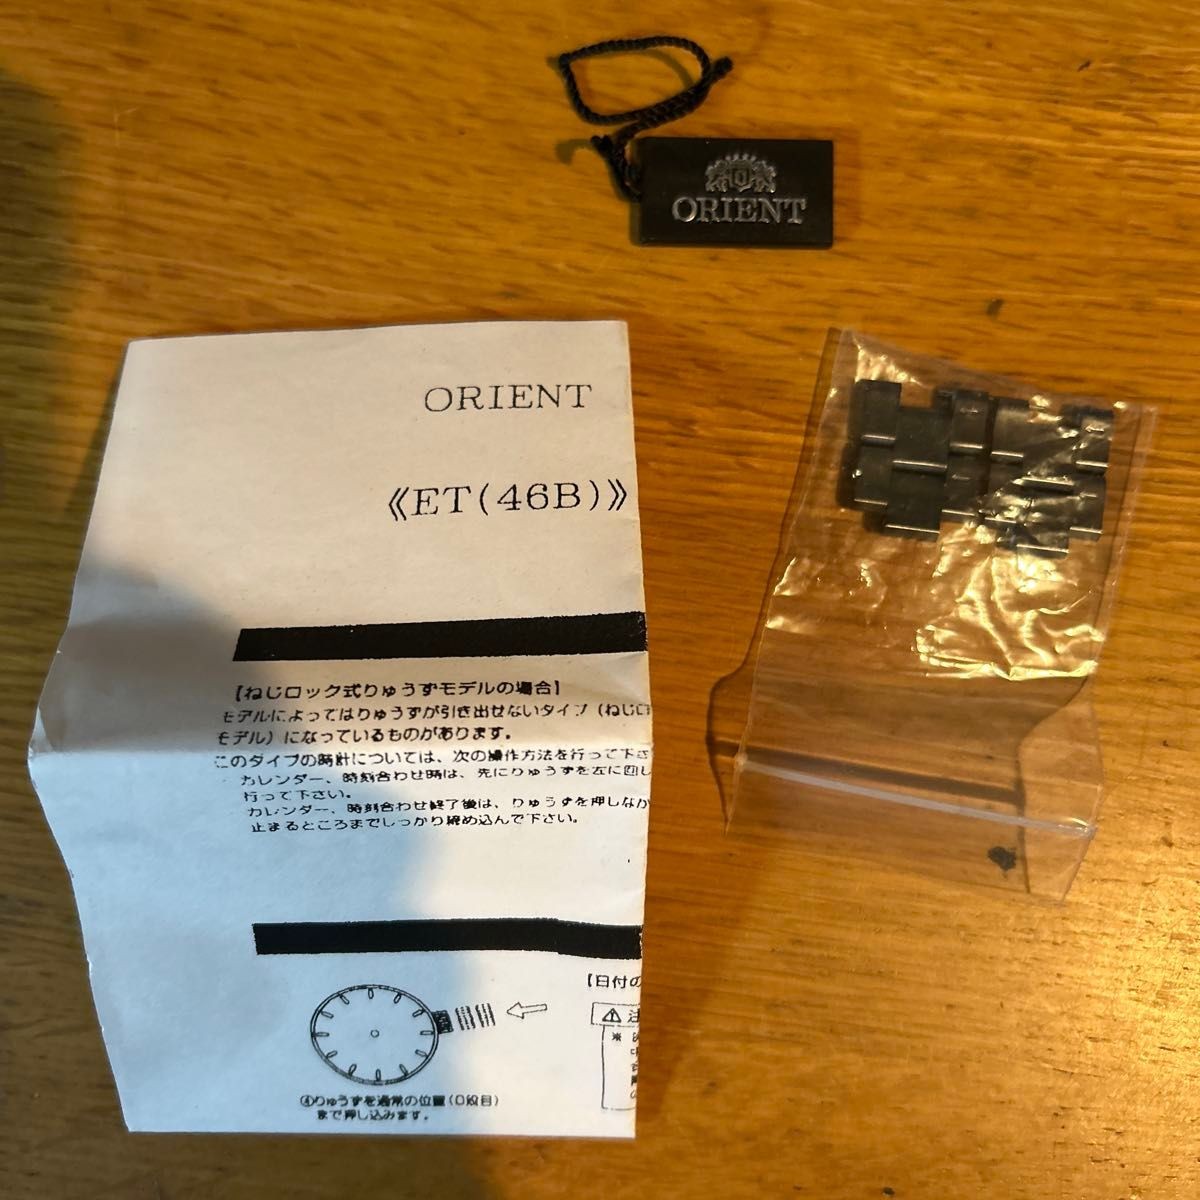 ORIENT
ORIENT
《ET(46B)》
【ねじロック式りゅうずモデルの場合】
モデルによってはりゅうずが引き出せないタイプ（ねじロ
モデル）になっているものがあります。
このタイプの時計については、次の操作方法を行って下さ
カレンダー、時刻合わせ時は、先にりゅうずを左に回し
行って下さい。
カレンダー、時刻合わせ終了後は、りゅうずを押しなが
止まるところまでしっかり締め込んで下さい。
【日付の
注
※
④りゅうずを通常の位置（0段目）
まで押し込みます。